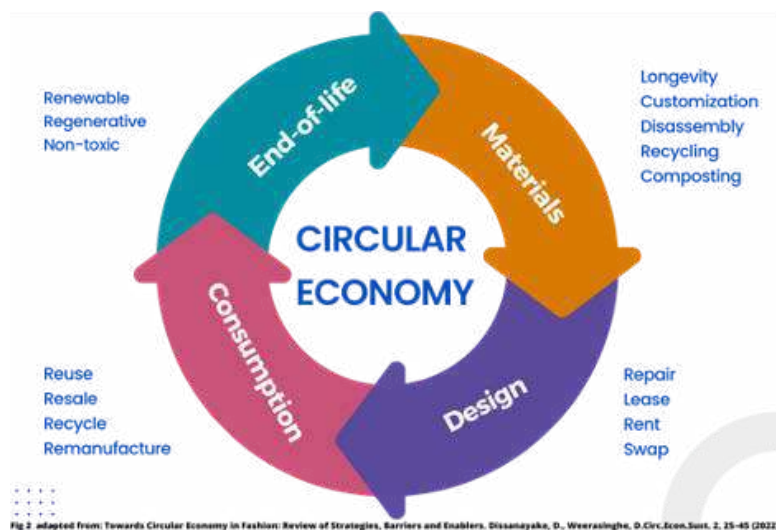 Renewable
Regenerative
Non-toxic
Longevity
Customization
Disassembly
Recycling
Composting
End-of-life
Materials
CIRCULAR
ECONOMY
Consumption
Design
Reuse
Resale
Recycle
Remanufacture
Repair
Lease
Rent
Swap
Fig 2 adapted from: Towards Circular Economy in Fashion: Review of Strategies, Barriers and Enablers. Dissanayake, D., Weerasinghe, D.Circ.Econ.Sust. 2, 25-45 (2022